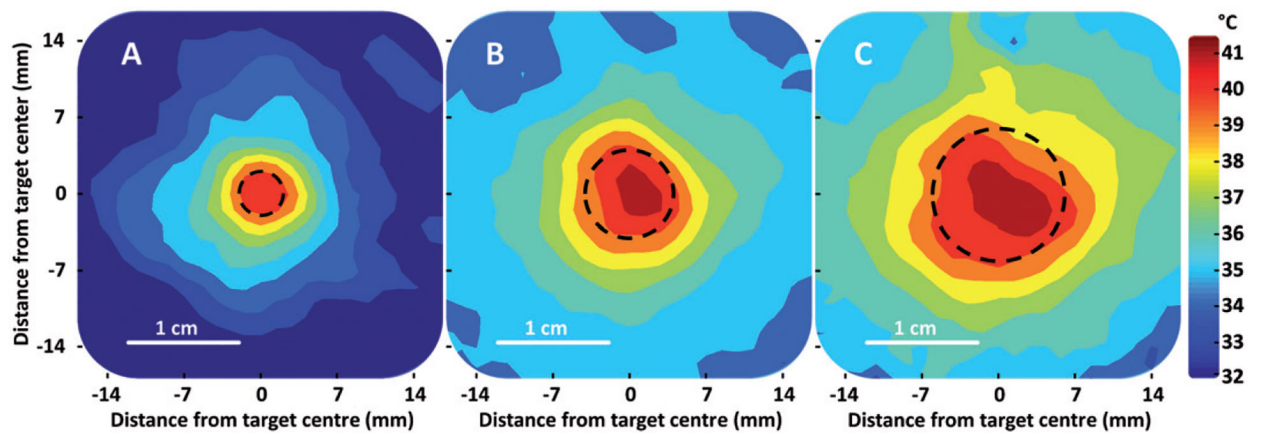 A
B
C
°C
Distance from target center (mm)
14
7
0
-7
-14
1 cm
1 cm
1 cm
41
40
39
38
37
36
35
34
33
32
-14 -7 0 7 14
-14 -7 0 7 14
-14 -7 0 7 14
Distance from target centre (mm)
Distance from target centre (mm)
Distance from target centre (mm)